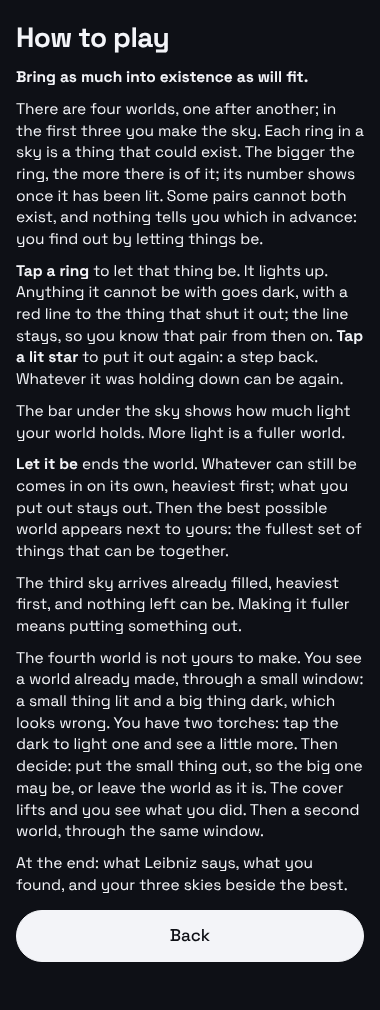 How to play
Bring as much into existence as will fit.
There are four worlds, one after another; in
the first three you make the sky. Each ring in a
sky is a thing that could exist. The bigger the
ring, the more there is of it; its number shows
once it has been lit. Some pairs cannot both
exist, and nothing tells you which in advance:
you find out by letting things be.
Tap a ring to let that thing be. It lights up.
Anything it cannot be with goes dark, with a
red line to the thing that shut it out; the line
stays, so you know that pair from then on. Tap
a lit star to put it out again: a step back.
Whatever it was holding down can be again.
The bar under the sky shows how much light
your world holds. More light is a fuller world.
Let it be ends the world. Whatever can still be
comes in on its own, heaviest first; what you
put out stays out. Then the best possible
world appears next to yours: the fullest set of
things that can be together.
The third sky arrives already filled, heaviest
first, and nothing left can be. Making it fuller
means putting something out.
The fourth world is not yours to make. You see
a world already made, through a small window:
a small thing lit and a big thing dark, which
looks wrong. You have two torches: tap the
dark to light one and see a little more. Then
decide: put the small thing out, so the big one
may be, or leave the world as it is. The cover
lifts and you see what you did. Then a second
world, through the same window.
At the end: what Leibniz says, what you
found, and your three skies beside the best.
Back